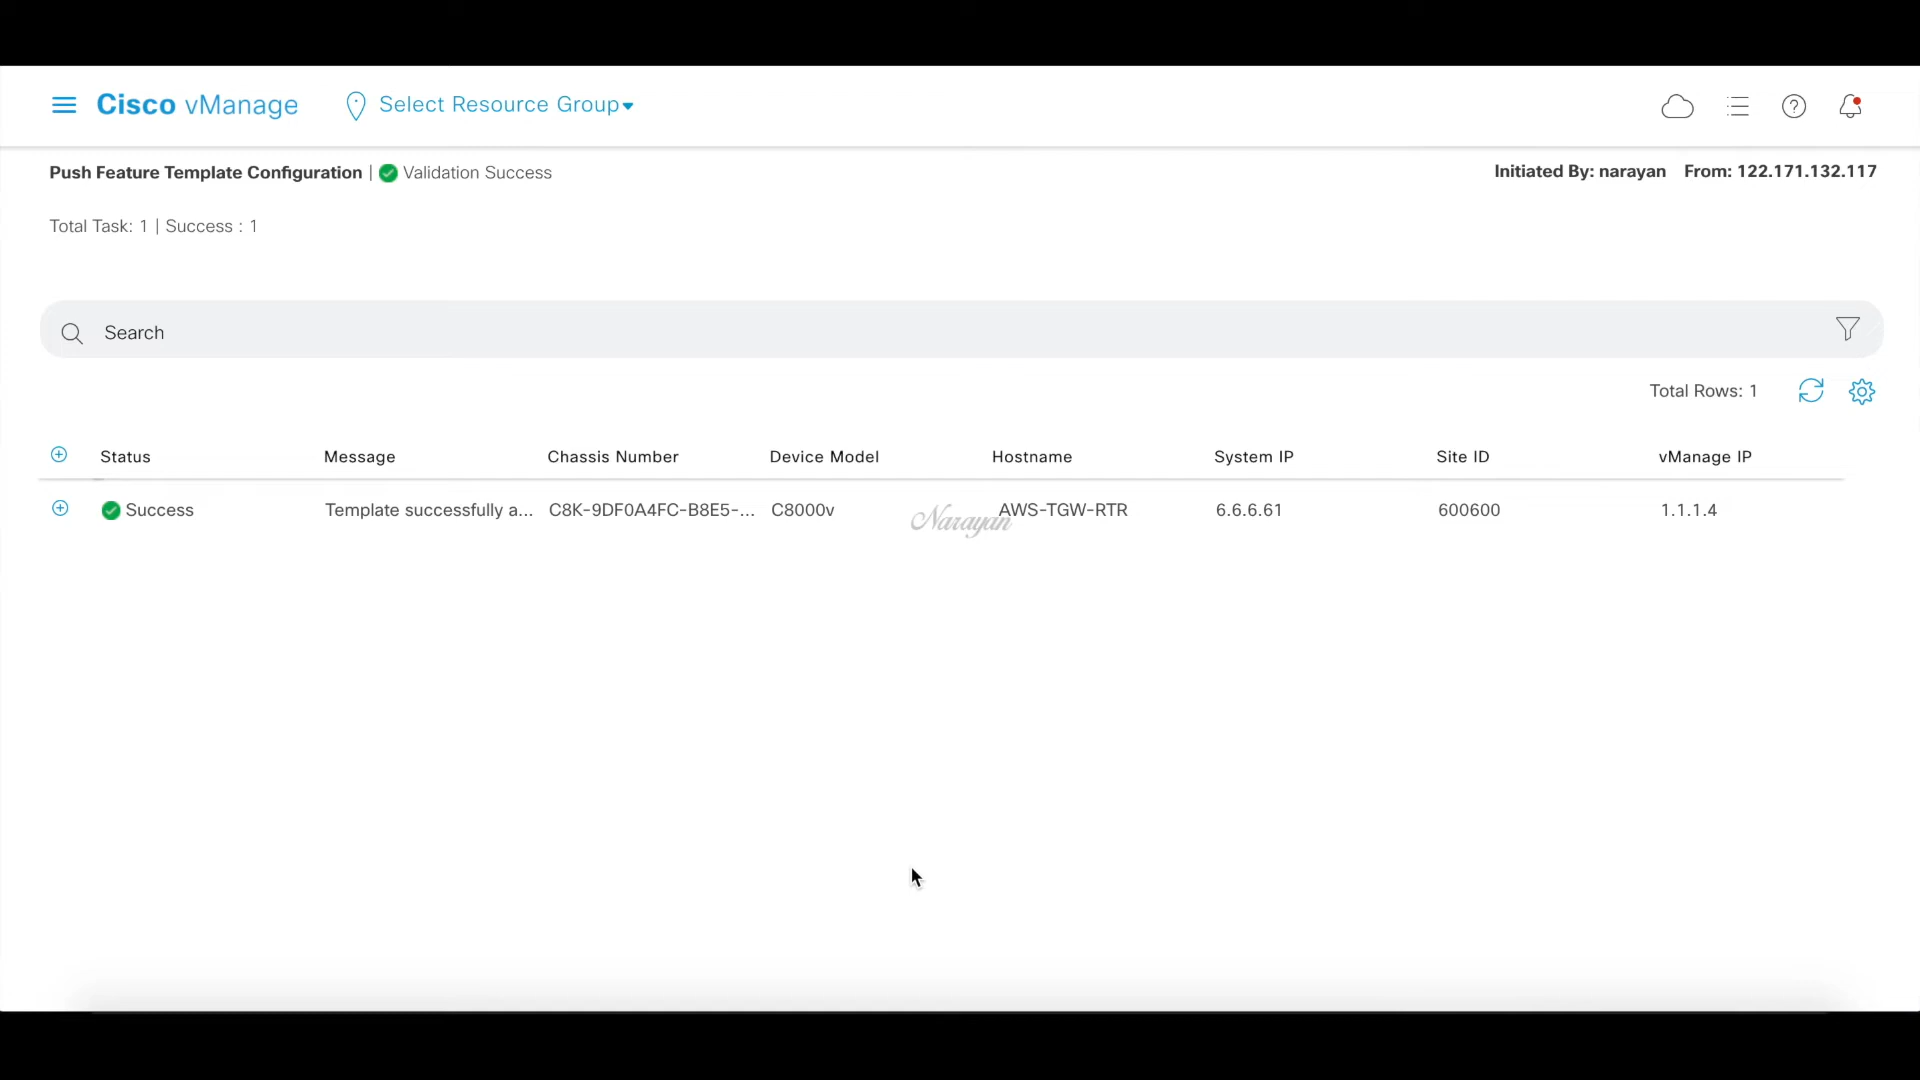 Cisco vManage
Select Resource Group
Push Feature Template Configuration | Validation Success
Initiated By: narayan From: 122.171.132.117
Total Task: 1 | Success : 1
Search
Total Rows: 1
Status Message Chassis Number Device Model Hostname System IP Site ID vManage IP
Success Template successfully a... C8K-9DF0A4FC-B8E5-... C8000v AWS-TGW-RTR 6.6.6.61 600600 1.1.1.4
Narayan